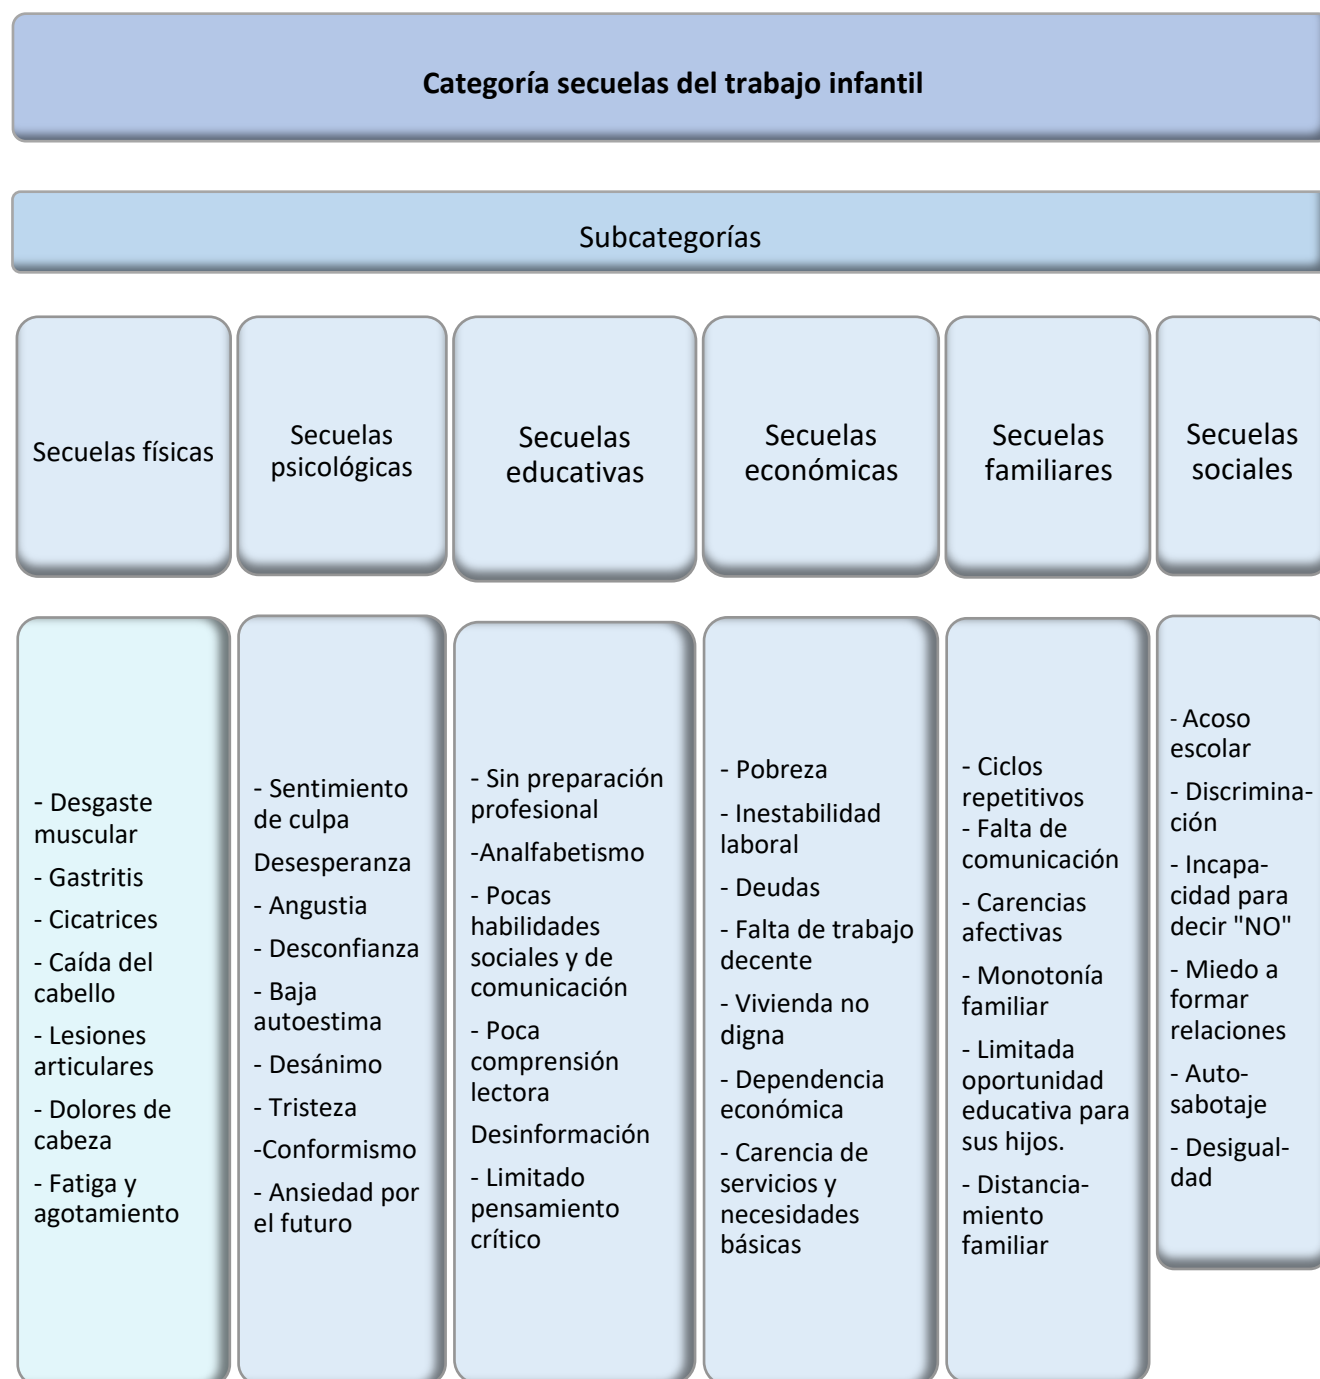 Categoría secuelas del trabajo infantil
Subcategorías
Secuelas físicas
Secuelas
psicológicas
Secuelas
educativas
Secuelas
económicas
Secuelas
familiares
Secuelas
sociales
- Desgaste
muscular
- Gastritis
- Cicatrices
- Caída del
cabello
- Lesiones
articulares
- Dolores de
cabeza
- Fatiga y
agotamiento
- Sentimiento
de culpa
Desesperanza
- Angustia
- Desconfianza
- Baja
autoestima
- Desánimo
- Tristeza
-Conformismo
- Ansiedad por
el futuro
- Sin preparación
profesional
-Analfabetismo
- Pocas
habilidades
sociales y de
comunicación
- Poca
comprensión
lectora
Desinformación
- Limitado
pensamiento
crítico
- Pobreza
- Inestabilidad
laboral
- Deudas
- Falta de trabajo
decente
- Vivienda no
digna
- Dependencia
económica
- Carencia de
servicios y
necesidades
básicas
- Ciclos
repetitivos
- Falta de
comunicación
- Carencias
afectivas
- Monotonía
familiar
- Limitada
oportunidad
educativa para
sus hijos.
- Distancia-
miento
familiar
- Acoso
escolar
- Discrimina-
ción
- Incapa-
cidad para
decir "NO"
- Miedo a
formar
relaciones
- Auto-
sabotaje
- Desigual-
dad